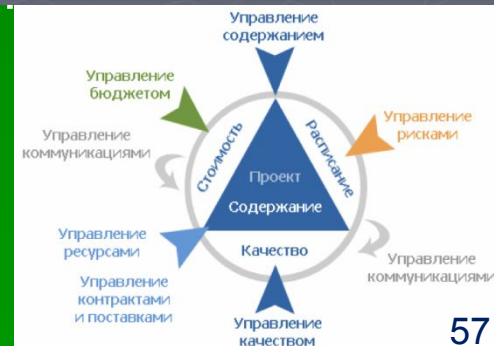 Управление
содержанием
Управление
бюджетом
Управление
рисками
Управление
коммуникациями
Стоимость
Расписание
Проект
Содержание
Качество
Управление
ресурсами
Управление
коммуникациями
Управление
контрактами
и поставками
Управление
качеством
57